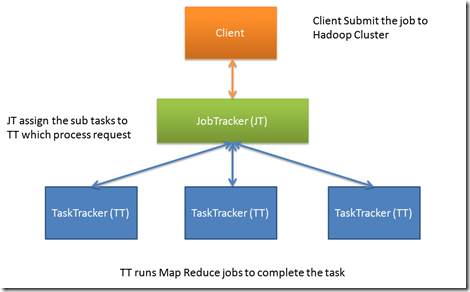 Client
Client Submit the job to
Hadoop Cluster
JT assign the sub tasks to
TT which process request
JobTracker (JT)
TaskTracker (TT)
TaskTracker (TT)
TaskTracker (TT)
TT runs Map Reduce jobs to complete the task